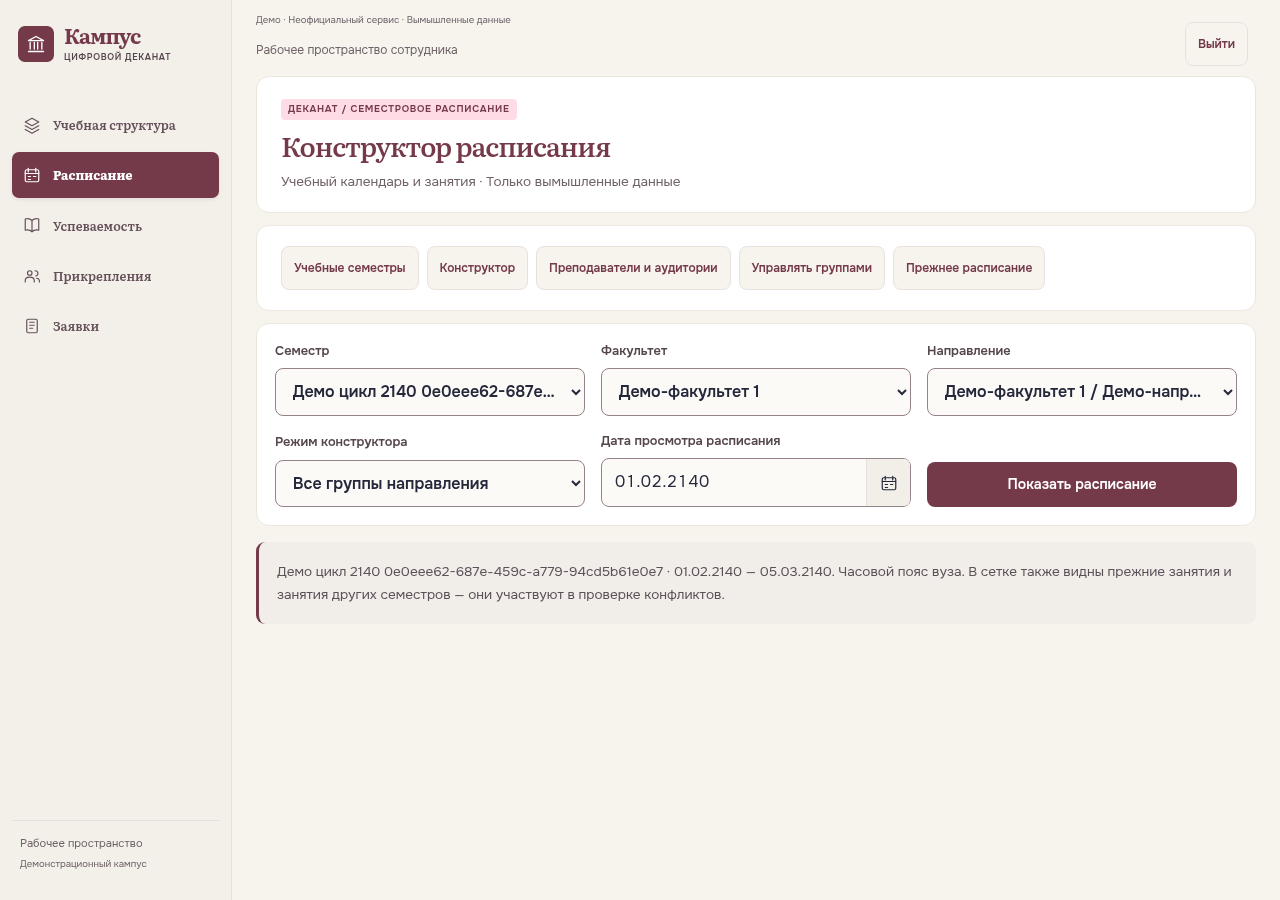 Кампус
ЦИФРОВОЙ ДЕКАНАТ
Учебная структура
Расписание
Успеваемость
Прикрепления
Заявки
Рабочее пространство
Демонстрационный кампус
Демо · Неофициальный сервис · Вымышленные данные
Рабочее пространство сотрудника
Выйти
ДЕКАНАТ / СЕМЕСТРОВОЕ РАСПИСАНИЕ
Конструктор расписания
Учебный календарь и занятия · Только вымышленные данные
Учебные семестры
Конструктор
Преподаватели и аудитории
Управлять группами
Прежнее расписание
Семестр
Факультет
Направление
Демо цикл 2140 0e0eee62-687e...
Демо-факультет 1
Демо-факультет 1 / Демо-напр...
Режим конструктора
Дата просмотра расписания
Все группы направления
01.02.2140
Показать расписание
Демо цикл 2140 0e0eee62-687e-459c-a779-94cd5b61e0e7 · 01.02.2140 — 05.03.2140. Часовой пояс вуза. В сетке также видны прежние занятия и
занятия других семестров — они участвуют в проверке конфликтов.